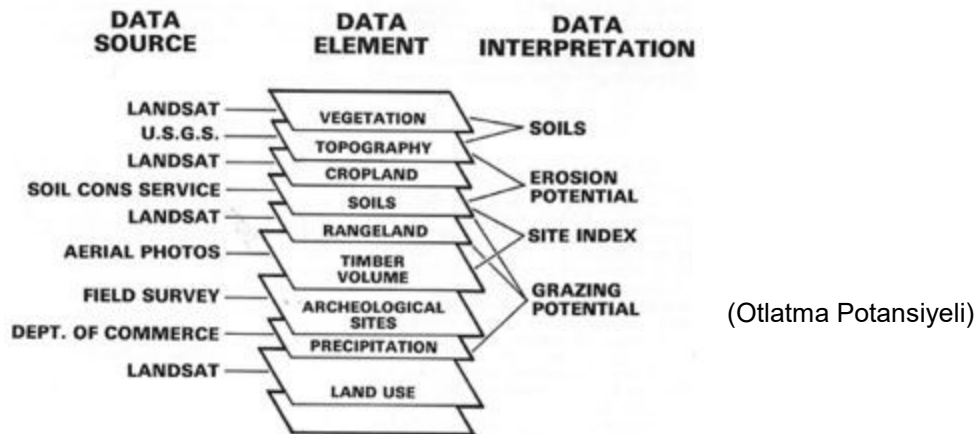 DATA
SOURCE
DATA
ELEMENT
DATA
INTERPRETATION
LANDSAT
U.S.G.S.
LANDSAT
SOIL CONS SERVICE
LANDSAT
AERIAL PHOTOS
FIELD SURVEY
DEPT. OF COMMERCE
LANDSAT
VEGETATION
TOPOGRAPHY
CROPLAND
SOILS
RANGELAND
TIMBER
VOLUME
ARCHEOLOGICAL
SITES
PRECIPITATION
LAND USE
SOILS
EROSION
POTENTIAL
SITE INDEX
GRAZING
POTENTIAL
(Otlatma Potansiyeli)